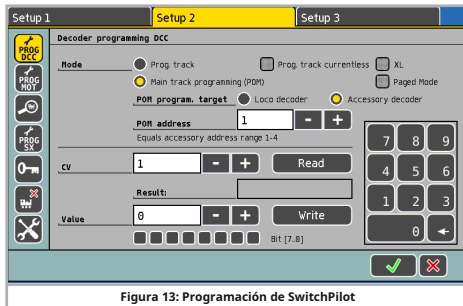 Setup 1 Setup 2 Setup 3
Decoder programming DCC
PROG DCC
Mode Prog. track Prog. track currentless XL
Main track programming (POM) Paged Mode
PROG MOT
POM program. target Loco decoder Accessory decoder
POM address 1 - +
Equals accessory address range 1-4
PROG SX
7 8 9
CV 1 - + Read
4 5 6
Result:
1 2 3
Value 0 - + Write
0 ←
Bit [7..0]
Figura 13: Programación de SwitchPilot